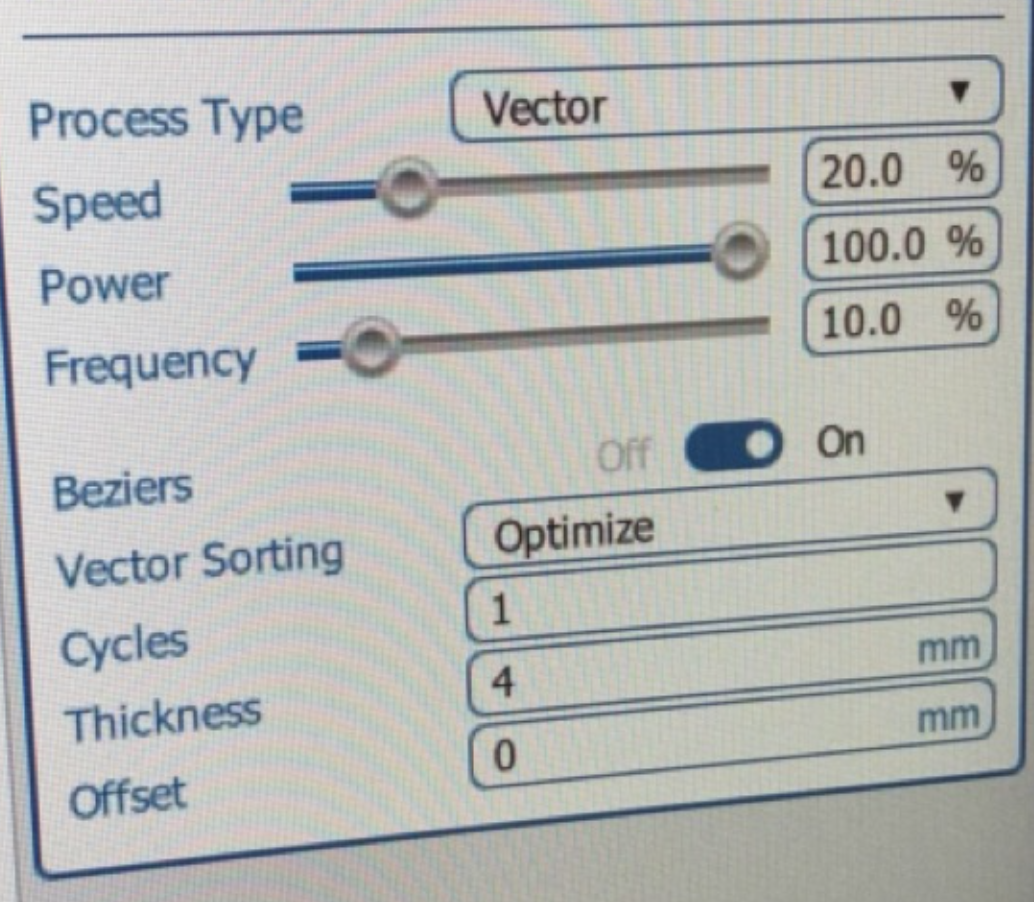 Process Type Vector
Speed 20.0 %
Power 100.0 %
Frequency 10.0 %
Beziers Off On
Vector Sorting Optimize
Cycles 1
Thickness 4 mm
Offset 0 mm